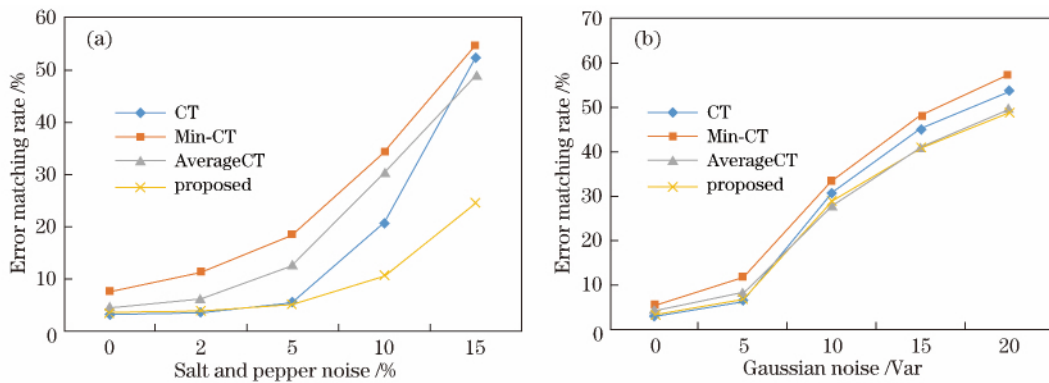 (a)
Error matching rate /%
60
50
40
30
20
10
0
CT
Min-CT
AverageCT
proposed
0 2 5 10 15
Salt and pepper noise /%
(b)
Error matching rate /%
70
60
50
40
30
20
10
0
CT
Min-CT
AverageCT
proposed
0 5 10 15 20
Gaussian noise /Var